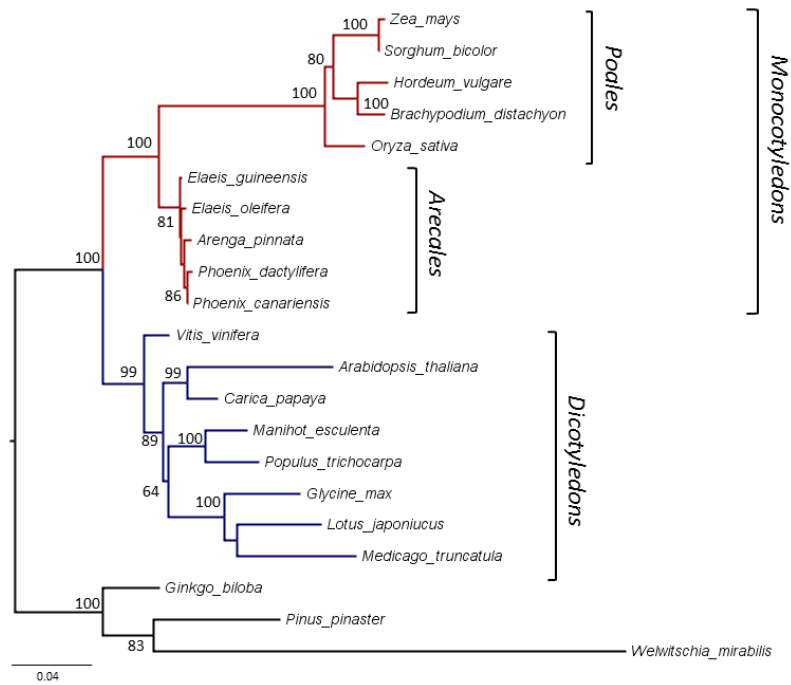 Zea_mays
100
Sorghum_bicolor
80
Hordeum_vulgare
100
100
Brachypodium_distachyon
Oryza_sativa
Poales
Monocotyledons
100
Elaeis_guineensis
Elaeis_oleifera
81
Arenga_pinnata
Phoenix_dactylifera
86
Phoenix_canariensis
Arecales
100
Vitis_vinifera
99
99
Arabidopsis_thaliana
Carica_papaya
89
100
Manihot_esculenta
Populus_trichocarpa
64
100
Glycine_max
Lotus_japoniucus
Medicago_truncatula
Dicotyledons
Ginkgo_biloba
100
Pinus_pinaster
83
Welwitschia_mirabilis
0.04